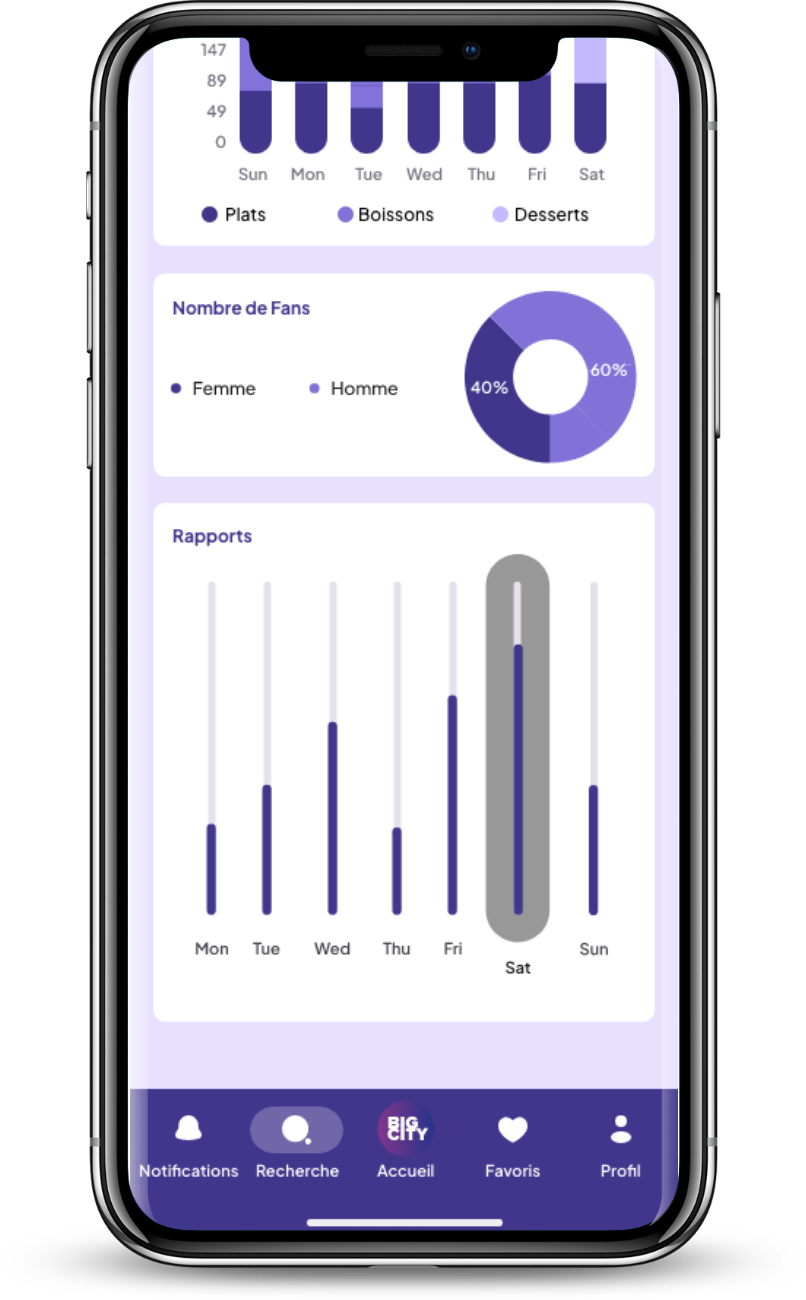 147
89
49
0
Sun Mon Tue Wed Thu Fri Sat
Plats Boissons Desserts
Nombre de Fans
Femme Homme
40% 60%
Rapports
Mon Tue Wed Thu Fri Sat Sun
BIG
CITY
Notifications Recherche Accueil Favoris Profil